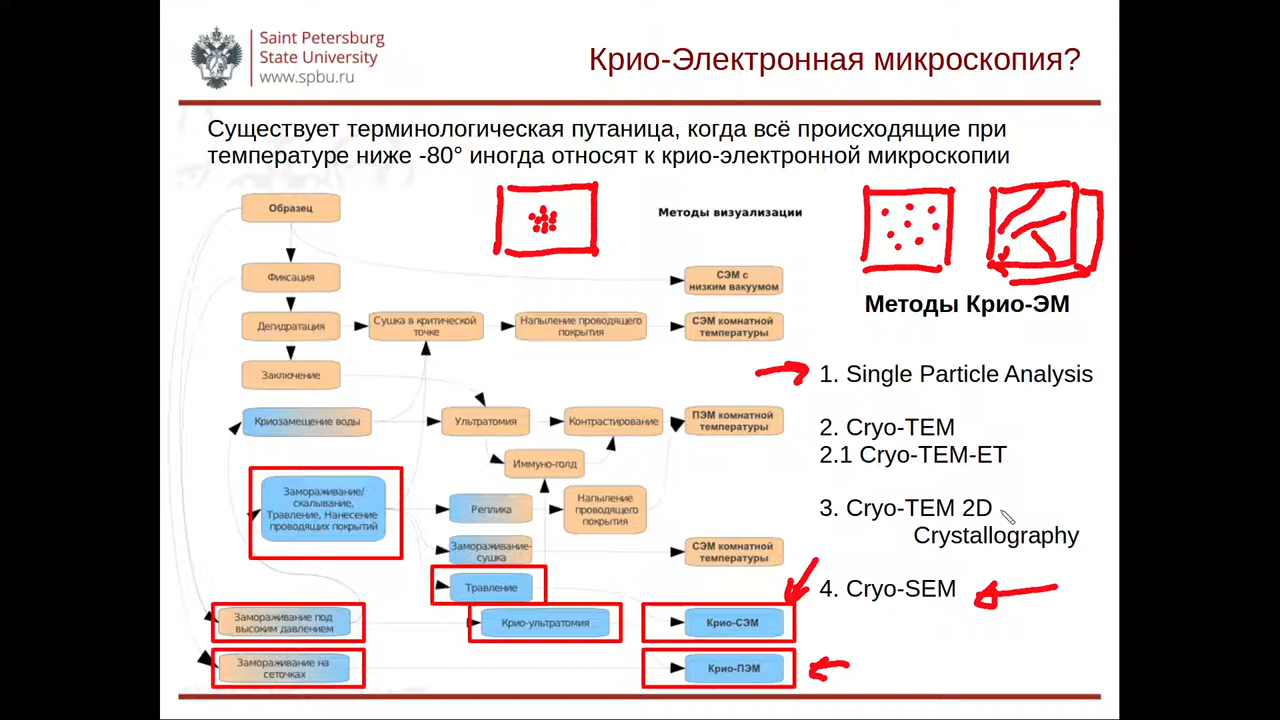 Saint Petersburg
State University
www.spbu.ru
Крио-Электронная микроскопия?
Существует терминологическая путаница, когда всё происходящие при
температуре ниже -80° иногда относят к крио-электронной микроскопии
Образец
Методы визуализации
Фиксация
СЭМ с
низким вакуумом
Дегидратация
Сушка в критической
точке
Напыление проводящего
покрытия
СЭМ комнатной
температуры
Заключение
Криозамещение воды
Ультратомия
Контрастирование
ПЭМ комнатной
температуры
Иммуно-голд
Замораживание/
скалывание,
Травление, Нанесение
проводящих покрытий
Реплика
Напыление
проводящего
покрытия
Замораживание-
сушка
СЭМ комнатной
температуры
Травление
Замораживание под
высоким давлением
Крио-ультратомия
Крио-СЭМ
Замораживание на
сеточках
Крио-ПЭМ
Методы Крио-ЭМ
1. Single Particle Analysis
2. Cryo-TEM
2.1 Cryo-TEM-ET
3. Cryo-TEM 2D
Crystallography
4. Cryo-SEM